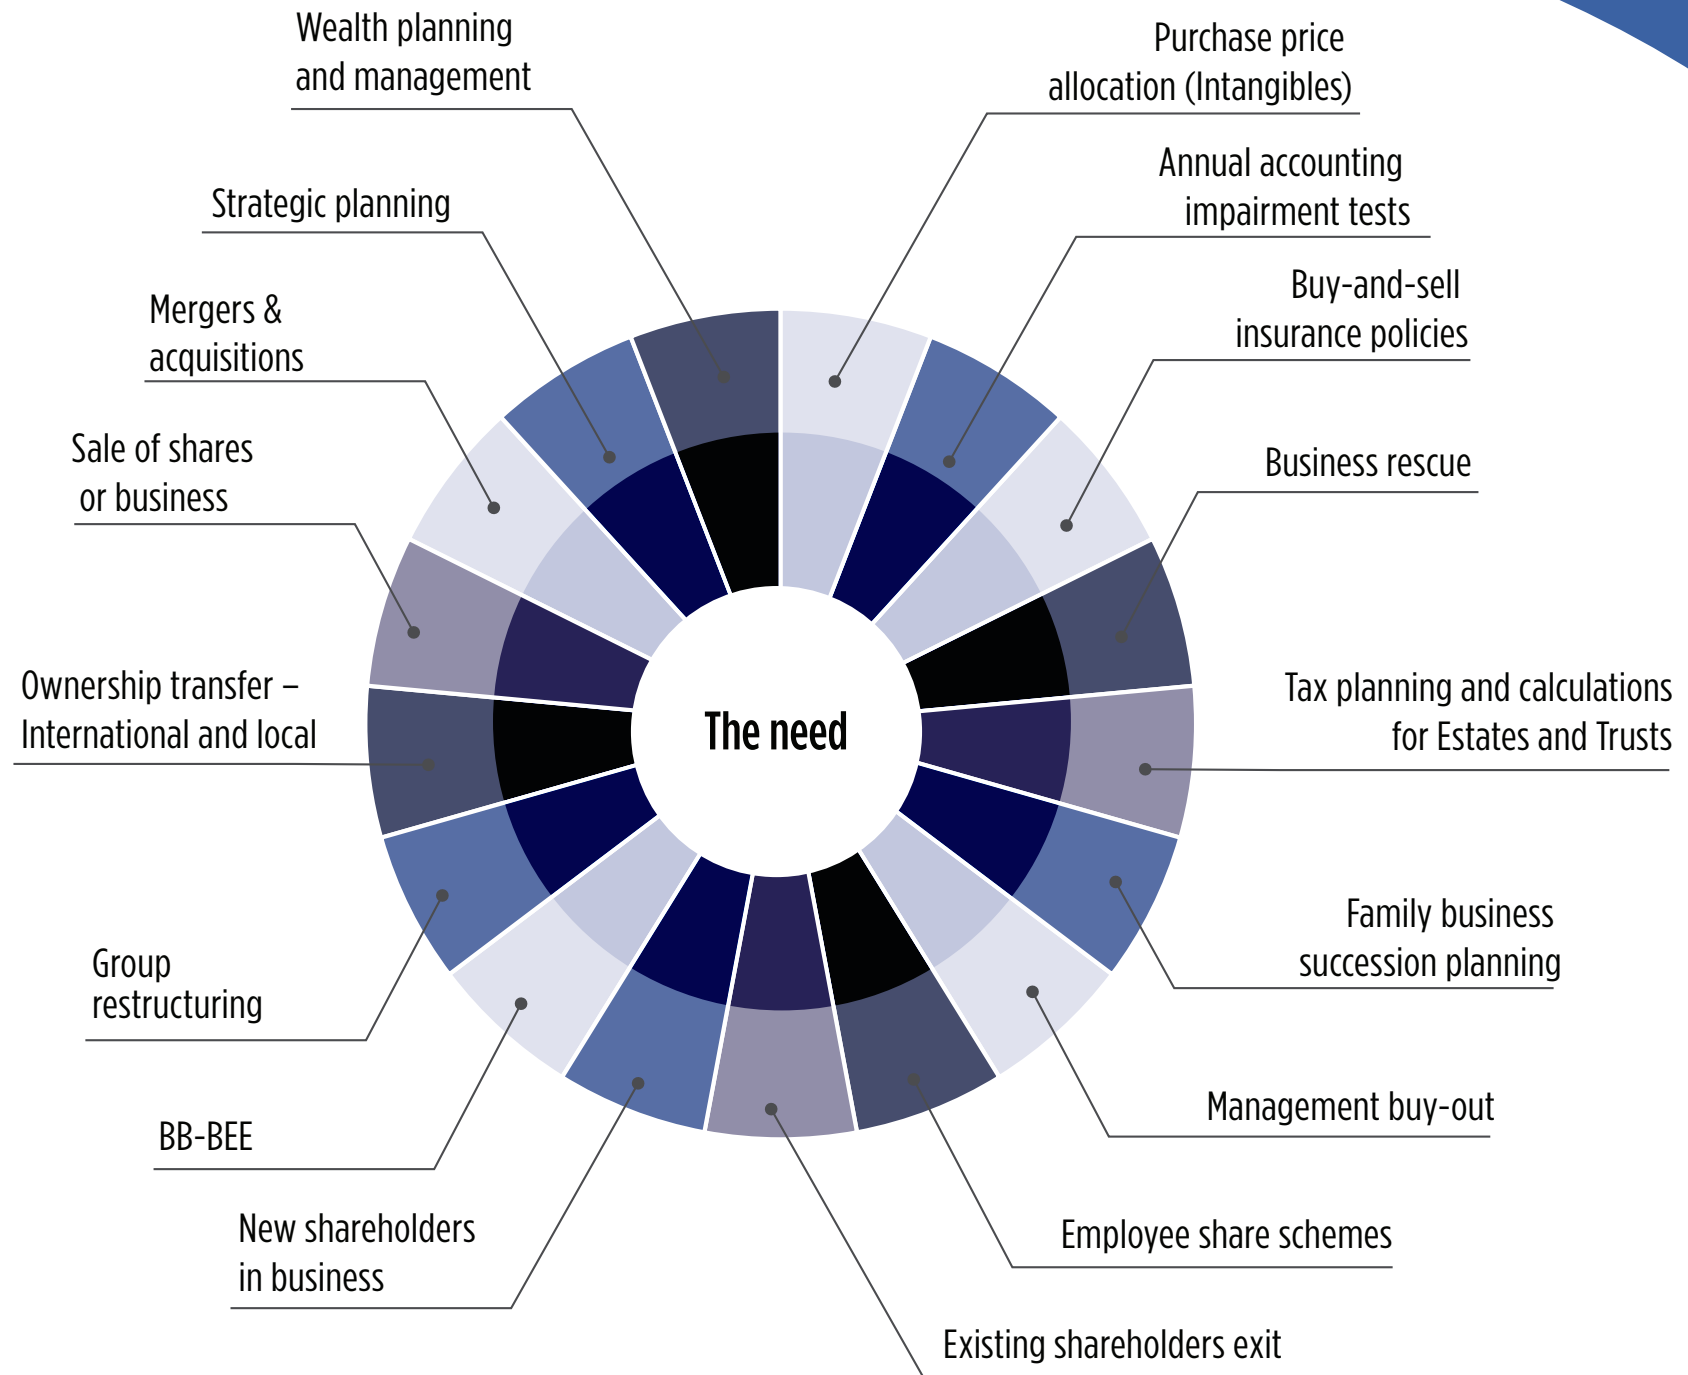 Wealth planning
and management
Purchase price
allocation (Intangibles)
Annual accounting
impairment tests
Strategic planning
Buy-and-sell
insurance policies
Mergers &
acquisitions
Sale of shares
or business
Business rescue
Ownership transfer –
International and local
The need
Tax planning and calculations
for Estates and Trusts
Family business
succession planning
Group
restructuring
Management buy-out
BB-BEE
New shareholders
in business
Employee share schemes
Existing shareholders exit